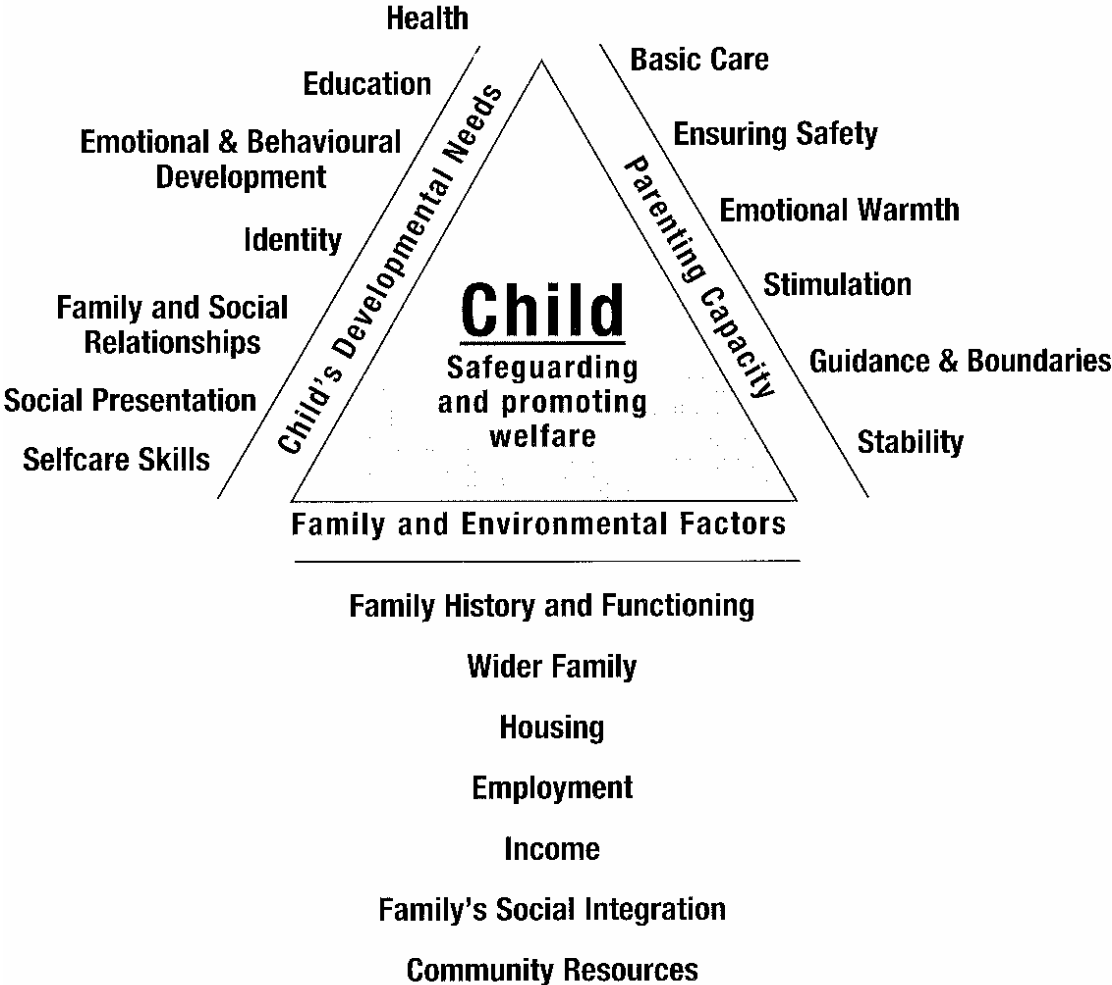 Health
Education
Emotional & Behavioural
Development
Identity
Family and Social
Relationships
Social Presentation
Selfcare Skills
Child's Developmental Needs
Basic Care
Ensuring Safety
Emotional Warmth
Stimulation
Guidance & Boundaries
Stability
Parenting Capacity
Child
Safeguarding
and promoting
welfare
Family and Environmental Factors
Family History and Functioning
Wider Family
Housing
Employment
Income
Family's Social Integration
Community Resources